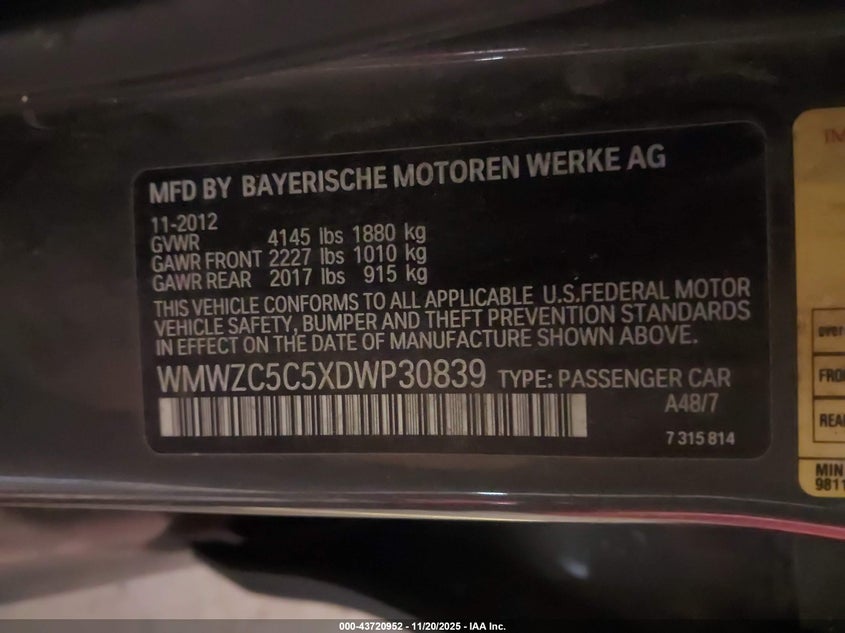 MFD BY BAYERISCHE MOTOREN WERKE AG
11-2012
GVWR 4145 lbs 1880 kg
GAWR FRONT 2227 lbs 1010 kg
GAWR REAR 2017 lbs 915 kg
THIS VEHICLE CONFORMS TO ALL APPLICABLE U.S.FEDERAL MOTOR
VEHICLE SAFETY, BUMPER AND THEFT PREVENTION STANDARDS
IN EFFECT ON THE DATE OF MANUFACTURE SHOWN ABOVE.
WMWZC5C5XDWP30839 TYPE: PASSENGER CAR
A48/7
7 315 814
over
MIN
9811
000-43720952 - 11/20/2025 - IAA Inc.